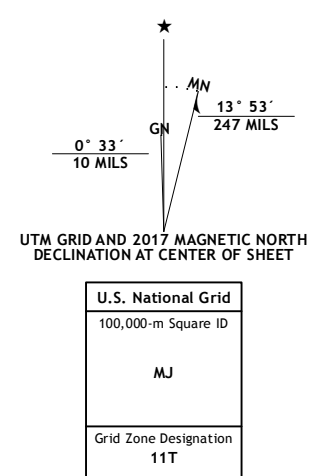 ★
MN
GN
13° 53´
247 MILS
0° 33´
10 MILS
UTM GRID AND 2017 MAGNETIC NORTH
DECLINATION AT CENTER OF SHEET
U.S. National Grid
100,000-m Square ID
MJ
Grid Zone Designation
11T